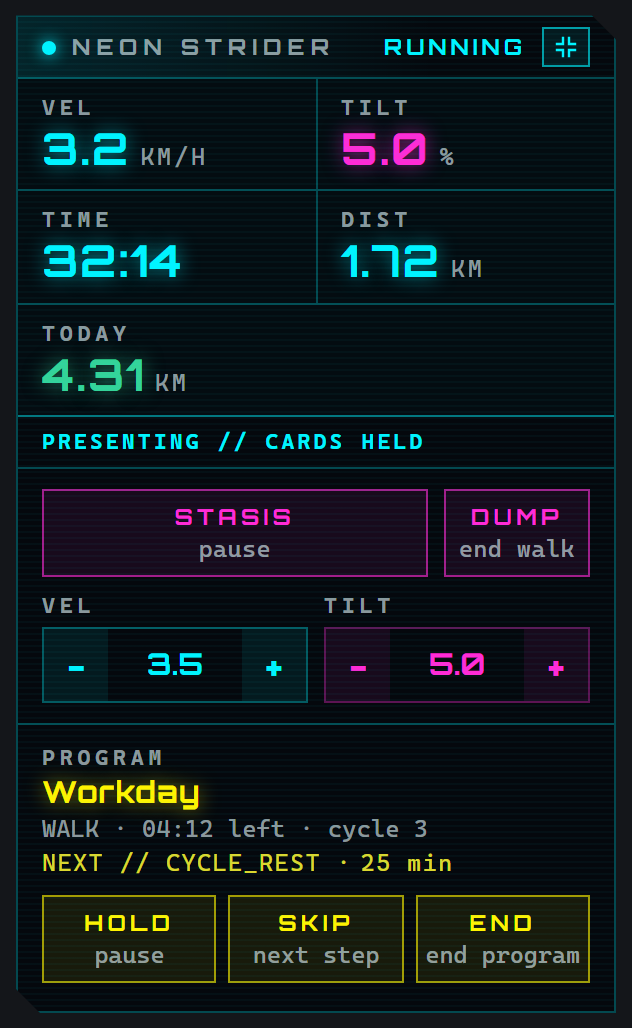 NEON STRIDER RUNNING
VEL
3.2 KM/H
TILT
5.0 %
TIME
32:14
DIST
1.72 KM
TODAY
4.31 KM
PRESENTING // CARDS HELD
STASIS
pause
DUMP
end walk
VEL
- 3.5 +
TILT
- 5.0 +
PROGRAM
Workday
WALK · 04:12 left · cycle 3
NEXT // CYCLE_REST · 25 min
HOLD
pause
SKIP
next step
END
end program